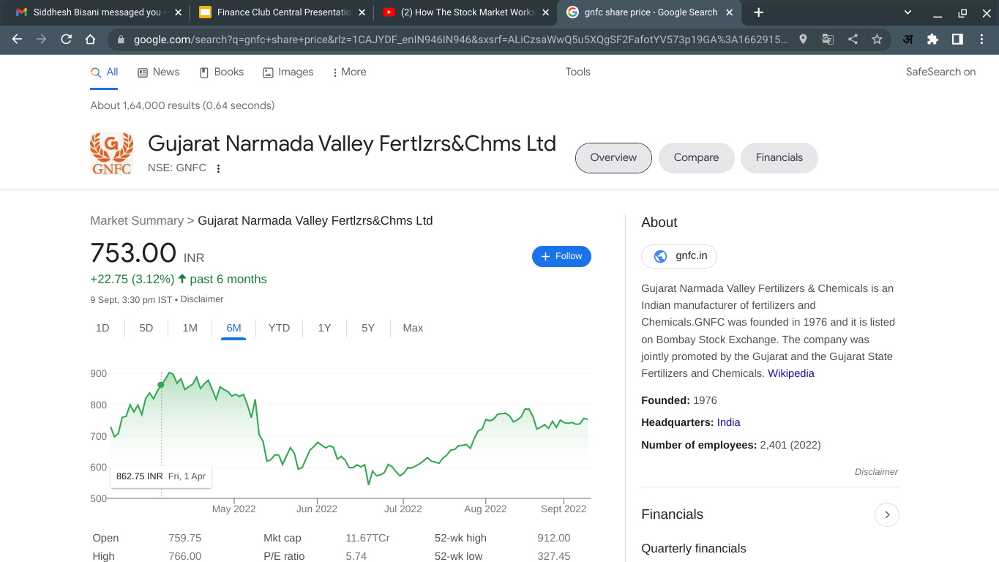 Siddhesh Bisani messaged you -
Finance Club Central Presentatio
(2) How The Stock Market Works
gnfc share price - Google Search
google.com/search?q=gnfc+share+price&rlz=1CAJYDF_enIN946IN946&sxsrf=ALiCzsaWwQ5u5XQgSF2FafotYV573p19GA%3A1662915…
अ
All
News
Books
Images
More
Tools
SafeSearch on
About 1,64,000 results (0.64 seconds)
G
GNFC
Gujarat Narmada Valley Fertlzrs&Chms Ltd
NSE: GNFC
Overview
Compare
Financials
Market Summary > Gujarat Narmada Valley Fertlzrs&Chms Ltd
753.00 INR
+ Follow
+22.75 (3.12%) ↑ past 6 months
9 Sept, 3:30 pm IST • Disclaimer
1D
5D
1M
6M
YTD
1Y
5Y
Max
900
800
700
600
500
862.75 INR Fri, 1 Apr
May 2022
Jun 2022
Jul 2022
Aug 2022
Sept 2022
Open 759.75
Mkt cap 11.67TCr
52-wk high 912.00
High 766.00
P/E ratio 5.74
52-wk low 327.45
About
gnfc.in
Gujarat Narmada Valley Fertilizers & Chemicals is an
Indian manufacturer of fertilizers and
Chemicals.GNFC was founded in 1976 and it is listed
on Bombay Stock Exchange. The company was
jointly promoted by the Gujarat and the Gujarat State
Fertilizers and Chemicals. Wikipedia
Founded: 1976
Headquarters: India
Number of employees: 2,401 (2022)
Disclaimer
Financials
Quarterly financials